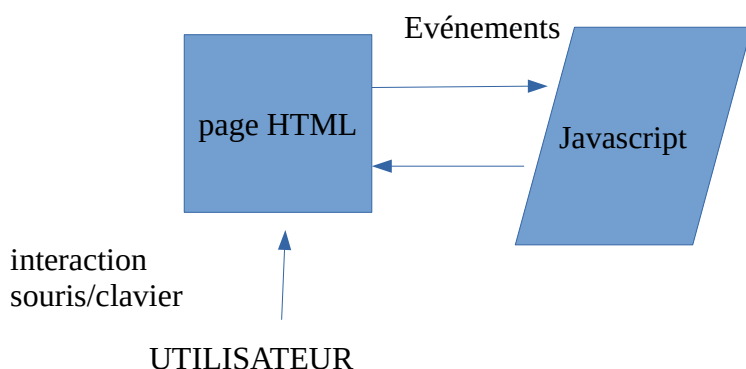 Evénements
page HTML
Javascript
interaction
souris/clavier
UTILISATEUR